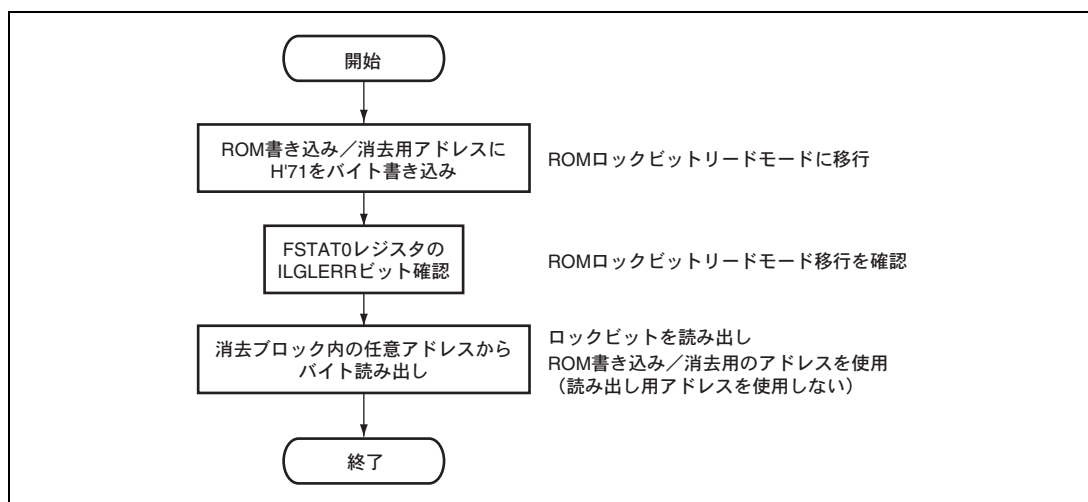 開始
ROM書き込み／消去用アドレスに
H'71をバイト書き込み
ROMロックビットリードモードに移行
FSTAT0レジスタの
ILGLERRビット確認
ROMロックビットリードモード移行を確認
消去ブロック内の任意アドレスから
バイト読み出し
ロックビットを読み出し
ROM書き込み／消去用のアドレスを使用
（読み出し用アドレスを使用しない）
終了